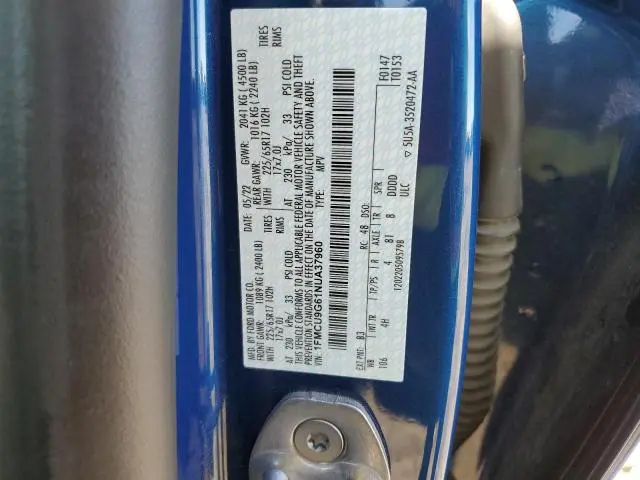 MFD. BY FORD MOTOR CO. DATE: 05/22 GVWR: 2041 KG ( 4500 LB)
FRONT GAWR: 1089 KG ( 2400 LB) REAR GAWR: 1016 KG ( 2240 LB)
WITH 225/65R17 102H TIRES WITH 225/65R17 102H TIRES
17x7.0J RIMS 17x7.0J RIMS
AT 230 kPa/ 33 PSI COLD AT 230 kPa/ 33 PSI COLD
THIS VEHICLE CONFORMS TO ALL APPLICABLE FEDERAL MOTOR VEHICLE SAFETY AND THEFT
PREVENTION STANDARDS IN EFFECT ON THE DATE OF MANUFACTURE SHOWN ABOVE.
VIN: 1FMCU9G61NUA37960 TYPE: MPV
F0147
T0153
EXT PNT: B3 RC: 48 DSO:
WB INT TR TP/PS R AXLE TR SPR
106 4H 4 81 8 DDDD
ULC
1202205095798 ▽ 5U5A-3520472-AA